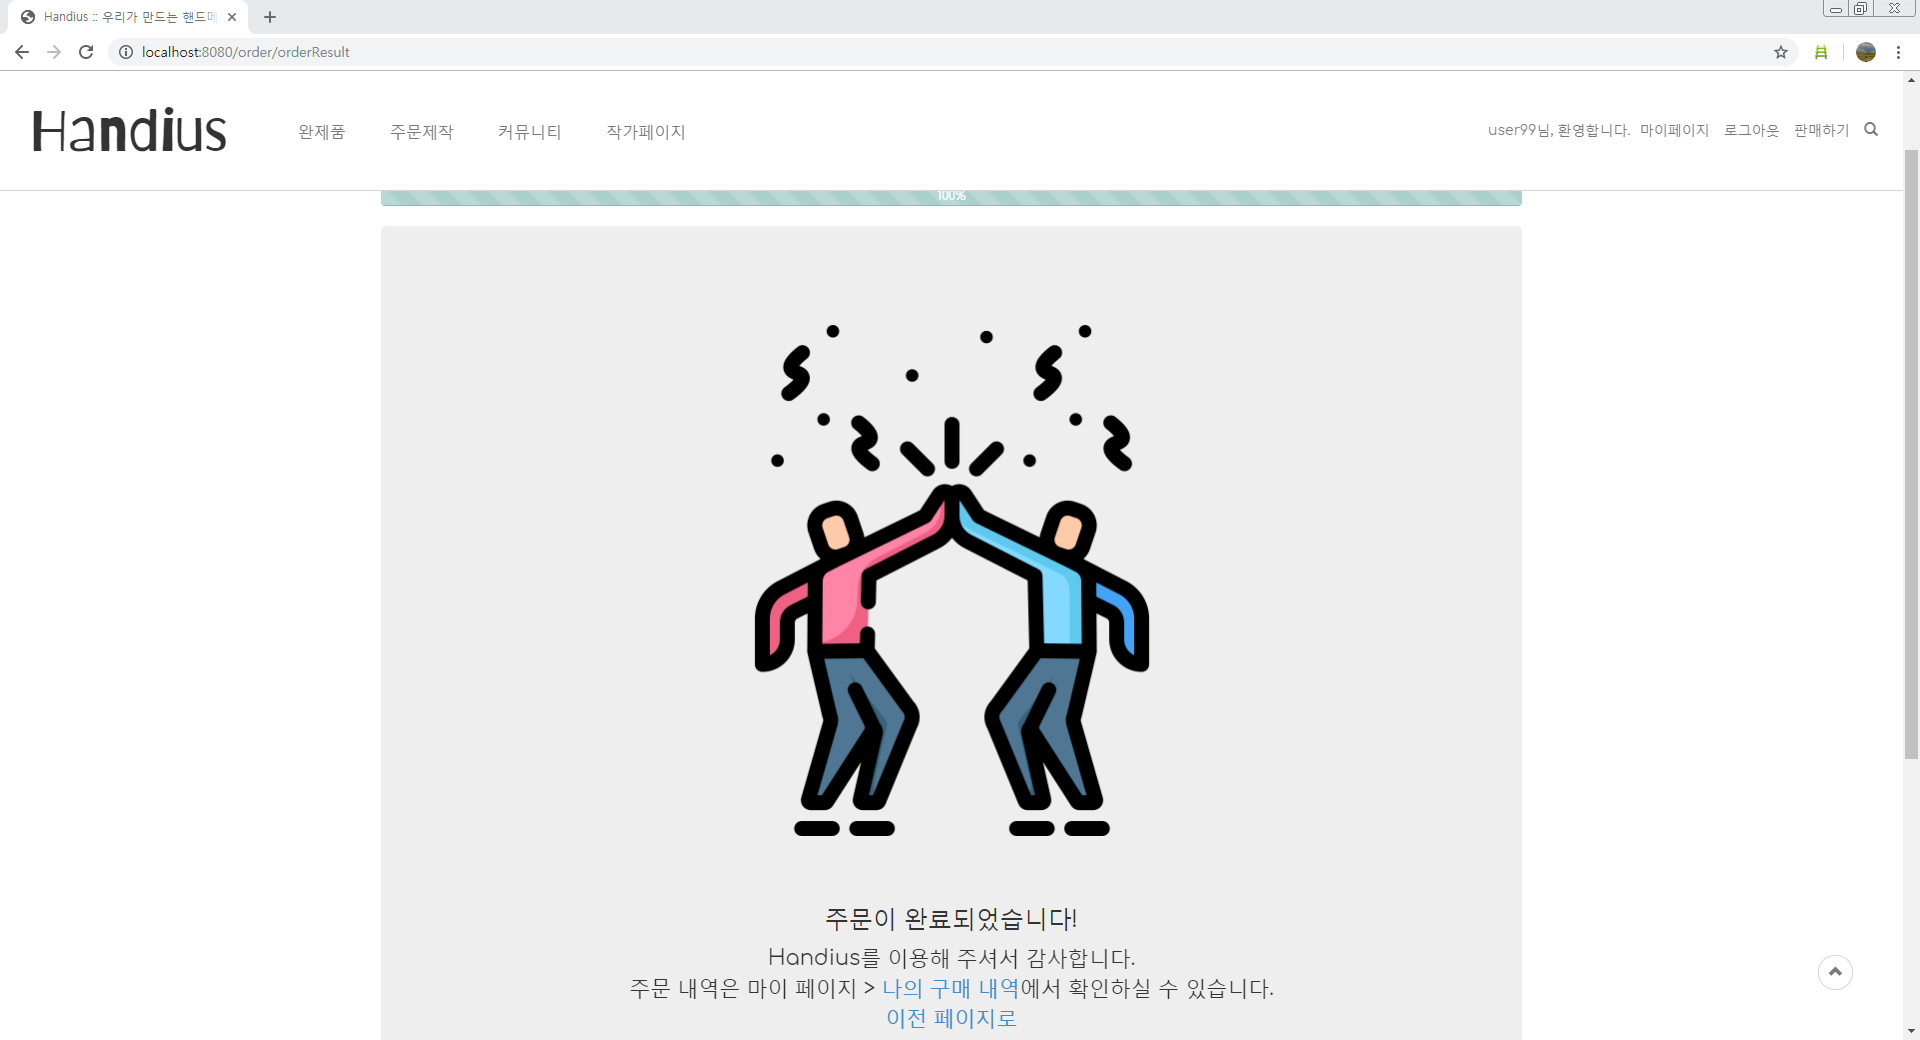 Handius :: 우리가 만드는 핸드메
localhost:8080/order/orderResult
Handius
완제품 주문제작 커뮤니티 작가페이지
user99님, 환영합니다. 마이페이지 로그아웃 판매하기
100%
주문이 완료되었습니다!
Handius를 이용해 주셔서 감사합니다.
주문 내역은 마이 페이지 > 나의 구매 내역에서 확인하실 수 있습니다.
이전 페이지로